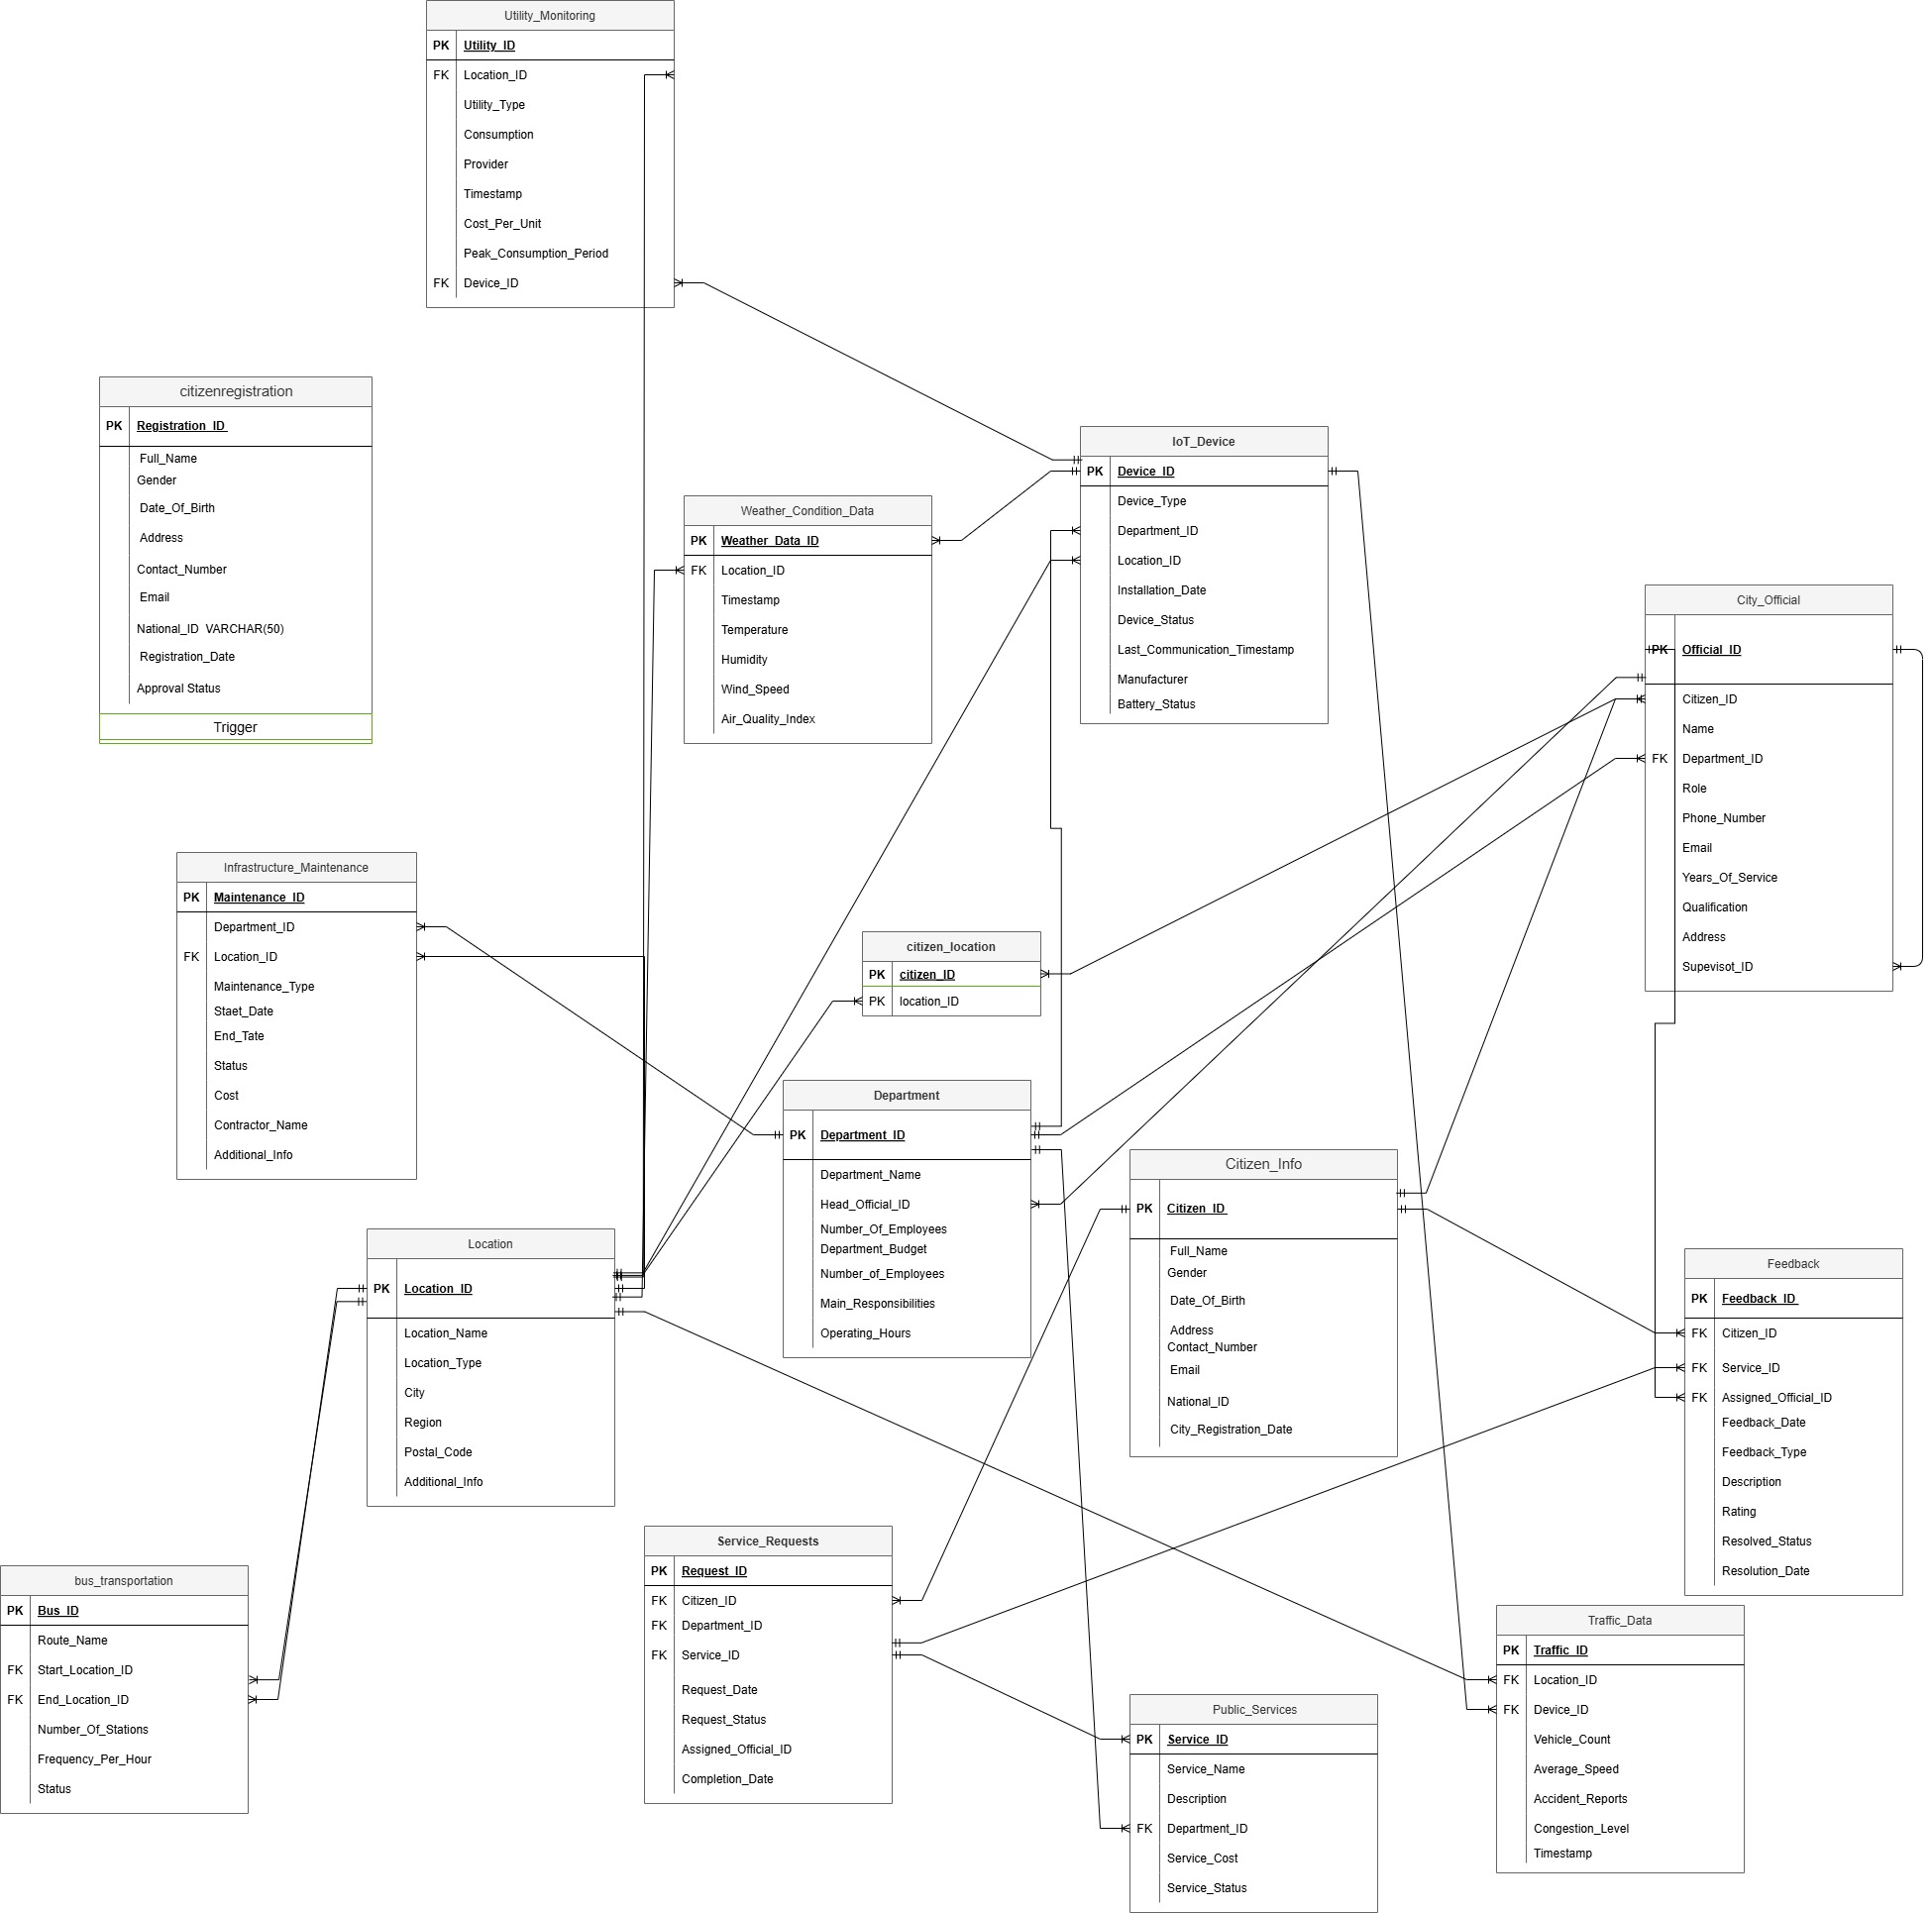 Utility_Monitoring
PK Utility_ID
FK Location_ID
Utility_Type
Consumption
Provider
Timestamp
Cost_Per_Unit
Peak_Consumption_Period
FK Device_ID
citizenregistration
PK Registration_ID
Full_Name
Gender
Date_Of_Birth
Address
Contact_Number
Email
National_ID VARCHAR(50)
Registration_Date
Approval Status
Trigger
IoT_Device
PK Device_ID
Device_Type
Department_ID
Location_ID
Installation_Date
Device_Status
Last_Communication_Timestamp
Manufacturer
Battery_Status
Weather_Condition_Data
PK Weather_Data_ID
FK Location_ID
Timestamp
Temperature
Humidity
Wind_Speed
Air_Quality_Index
City_Official
PK Official_ID
Citizen_ID
Name
FK Department_ID
Role
Phone_Number
Email
Years_Of_Service
Qualification
Address
Supevisot_ID
Infrastructure_Maintenance
PK Maintenance_ID
Department_ID
FK Location_ID
Maintenance_Type
Staet_Date
End_Tate
Status
Cost
Contractor_Name
Additional_Info
citizen_location
PK citizen_ID
PK location_ID
Department
PK Department_ID
Department_Name
Head_Official_ID
Number_Of_Employees
Department_Budget
Number_of_Employees
Main_Responsibilities
Operating_Hours
Citizen_Info
PK Citizen_ID
Full_Name
Gender
Date_Of_Birth
Address
Contact_Number
Email
National_ID
City_Registration_Date
Location
PK Location_ID
Location_Name
Location_Type
City
Region
Postal_Code
Additional_Info
Feedback
PK Feedback_ID
FK Citizen_ID
FK Service_ID
FK Assigned_Official_ID
Feedback_Date
Feedback_Type
Description
Rating
Resolved_Status
Resolution_Date
Service_Requests
PK Request_ID
FK Citizen_ID
FK Department_ID
FK Service_ID
Request_Date
Request_Status
Assigned_Official_ID
Completion_Date
bus_transportation
PK Bus_ID
Route_Name
FK Start_Location_ID
FK End_Location_ID
Number_Of_Stations
Frequency_Per_Hour
Status
Traffic_Data
PK Traffic_ID
FK Location_ID
FK Device_ID
Vehicle_Count
Average_Speed
Accident_Reports
Congestion_Level
Timestamp
Public_Services
PK Service_ID
Service_Name
Description
FK Department_ID
Service_Cost
Service_Status